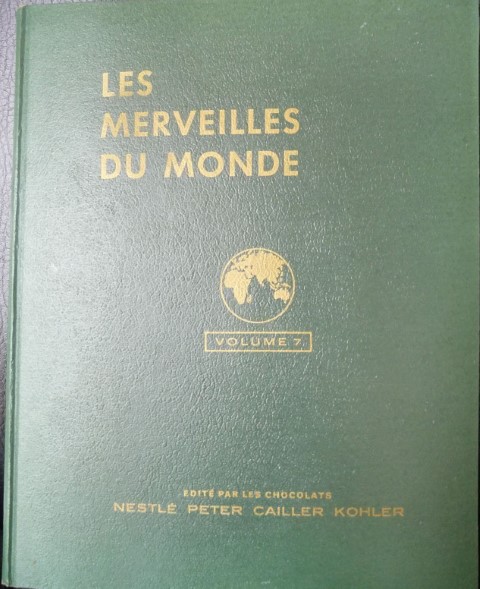 LES
MERVEILLES
DU MONDE
VOLUME 7.
EDITÉ PAR LES CHOCOLATS
NESTLÉ PETER CAILLER KOHLER